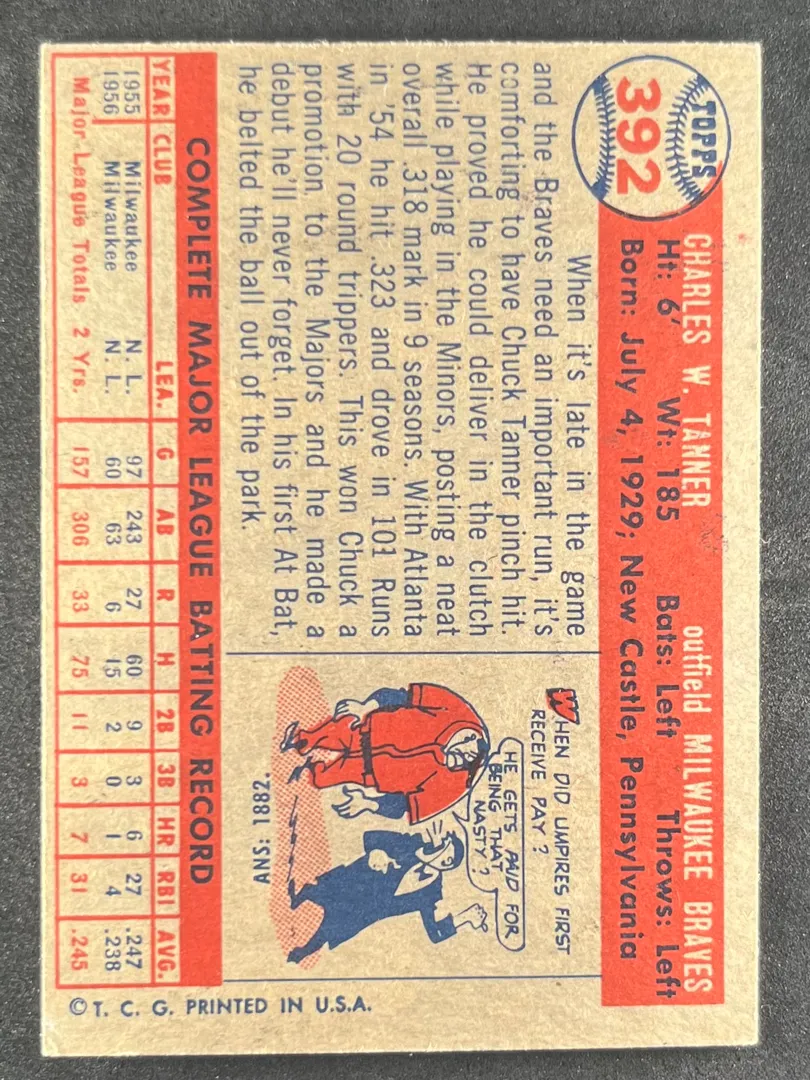 TOPPS
392
CHARLES W. TANNER outfield MILWAUKEE BRAVES
Ht: 6' Wt: 185 Bats: Left Throws: Left
Born: July 4, 1929; New Castle, Pennsylvania
When it's late in the game
and the Braves need an important run, it's
comforting to have Chuck Tanner pinch hit.
He proved he could deliver in the clutch
while playing in the Minors, posting a neat
overall .318 mark in 9 seasons. With Atlanta
in '54 he hit .323 and drove in 101 Runs
with 20 round trippers. This won Chuck a
promotion, to the Majors and he made a
debut he'll never forget. In his first At Bat,
he belted the ball out of the park.
WHEN DID UMPIRES FIRST
RECEIVE PAY?
HE GETS PAID FOR
BEING THAT
NASTY?
ANS: 1882.
COMPLETE MAJOR LEAGUE BATTING RECORD
YEAR CLUB LEA. G AB R H 2B 3B HR RBI AVG.
1955 Milwaukee N. L. 97 243 27 60 9 3 6 27 .247
1956 Milwaukee N. L. 60 63 6 15 2 0 1 4 .238
Major League Totals 2 Yrs. 157 306 33 75 11 3 7 31 .245
© T. C. G. PRINTED IN U.S.A.